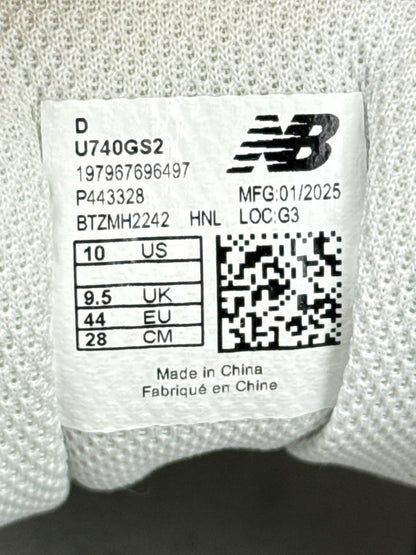 D
U740GS2
NB
197967696497
P443328 MFG:01/2025
BTZMH2242 HNL LOC:G3
10 US
9.5 UK
44 EU
28 CM
Made in China
Fabriqué en Chine